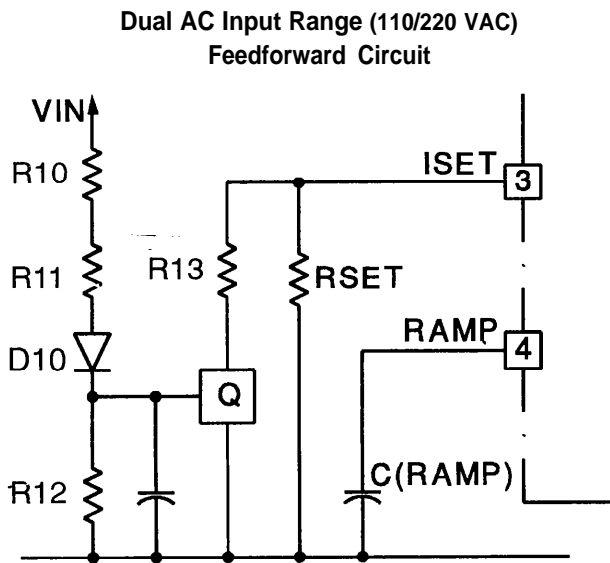 Dual AC Input Range (110/220 VAC)
Feedforward Circuit
VIN
R10
ISET
3
R11
R13
RSET
RAMP
D10
4
Q
R12
C(RAMP)